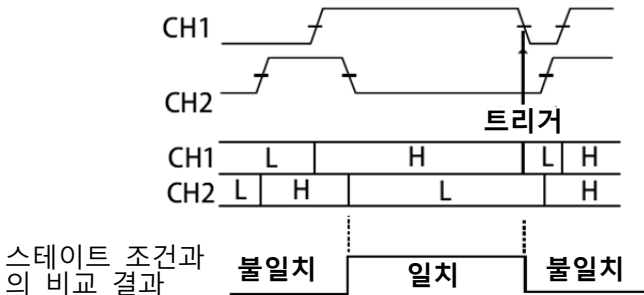 CH1
CH2
트리거
CH1 L H L H
CH2 L H L H
스테이트 조건과
의 비교 결과
불일치 일치 불일치